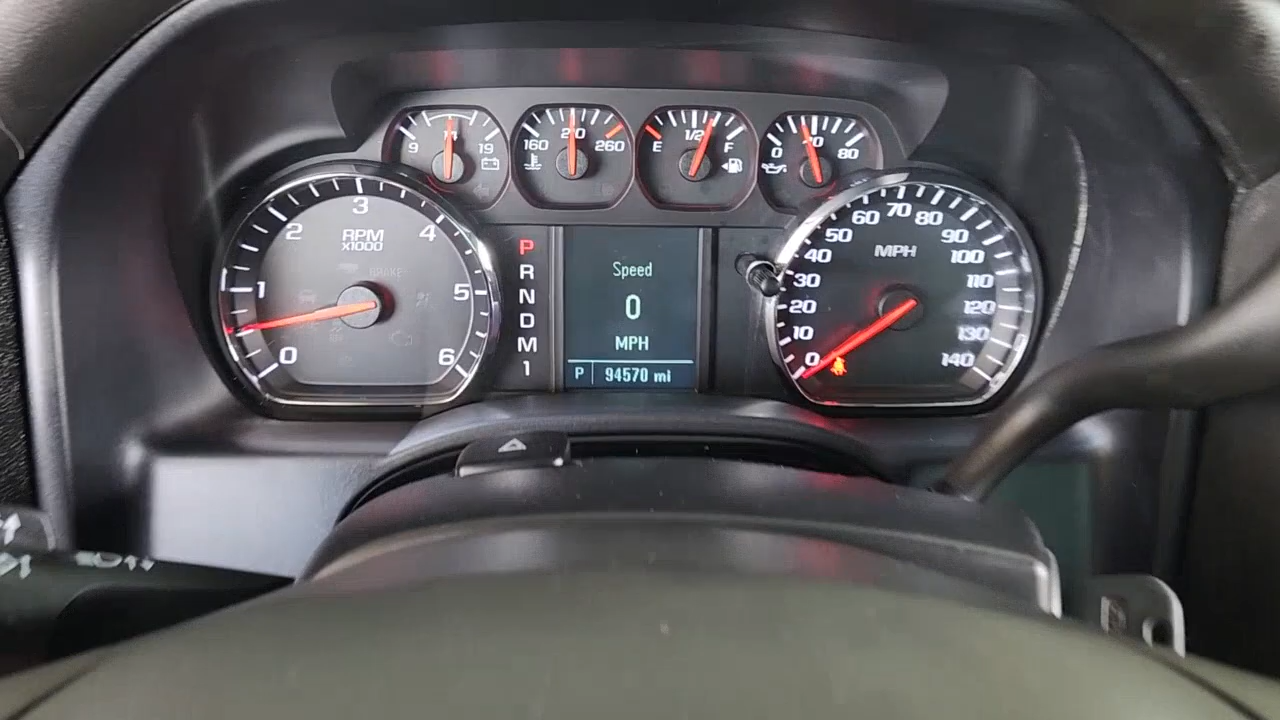 9 14 19
160 210 260
E 1/2 F
0 40 80
0 1 2 3 4 5 6
RPM
x1000
BRAKE
P
R
N
D
M
1
Speed
0
MPH
P 94570 mi
0 10 20 30 40 50 60 70 80 90 100 110 120 130 140
MPH